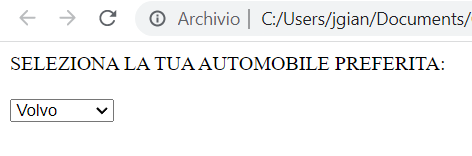 Archivio | C:/Users/jgian/Documents/
SELEZIONA LA TUA AUTOMOBILE PREFERITA:
Volvo